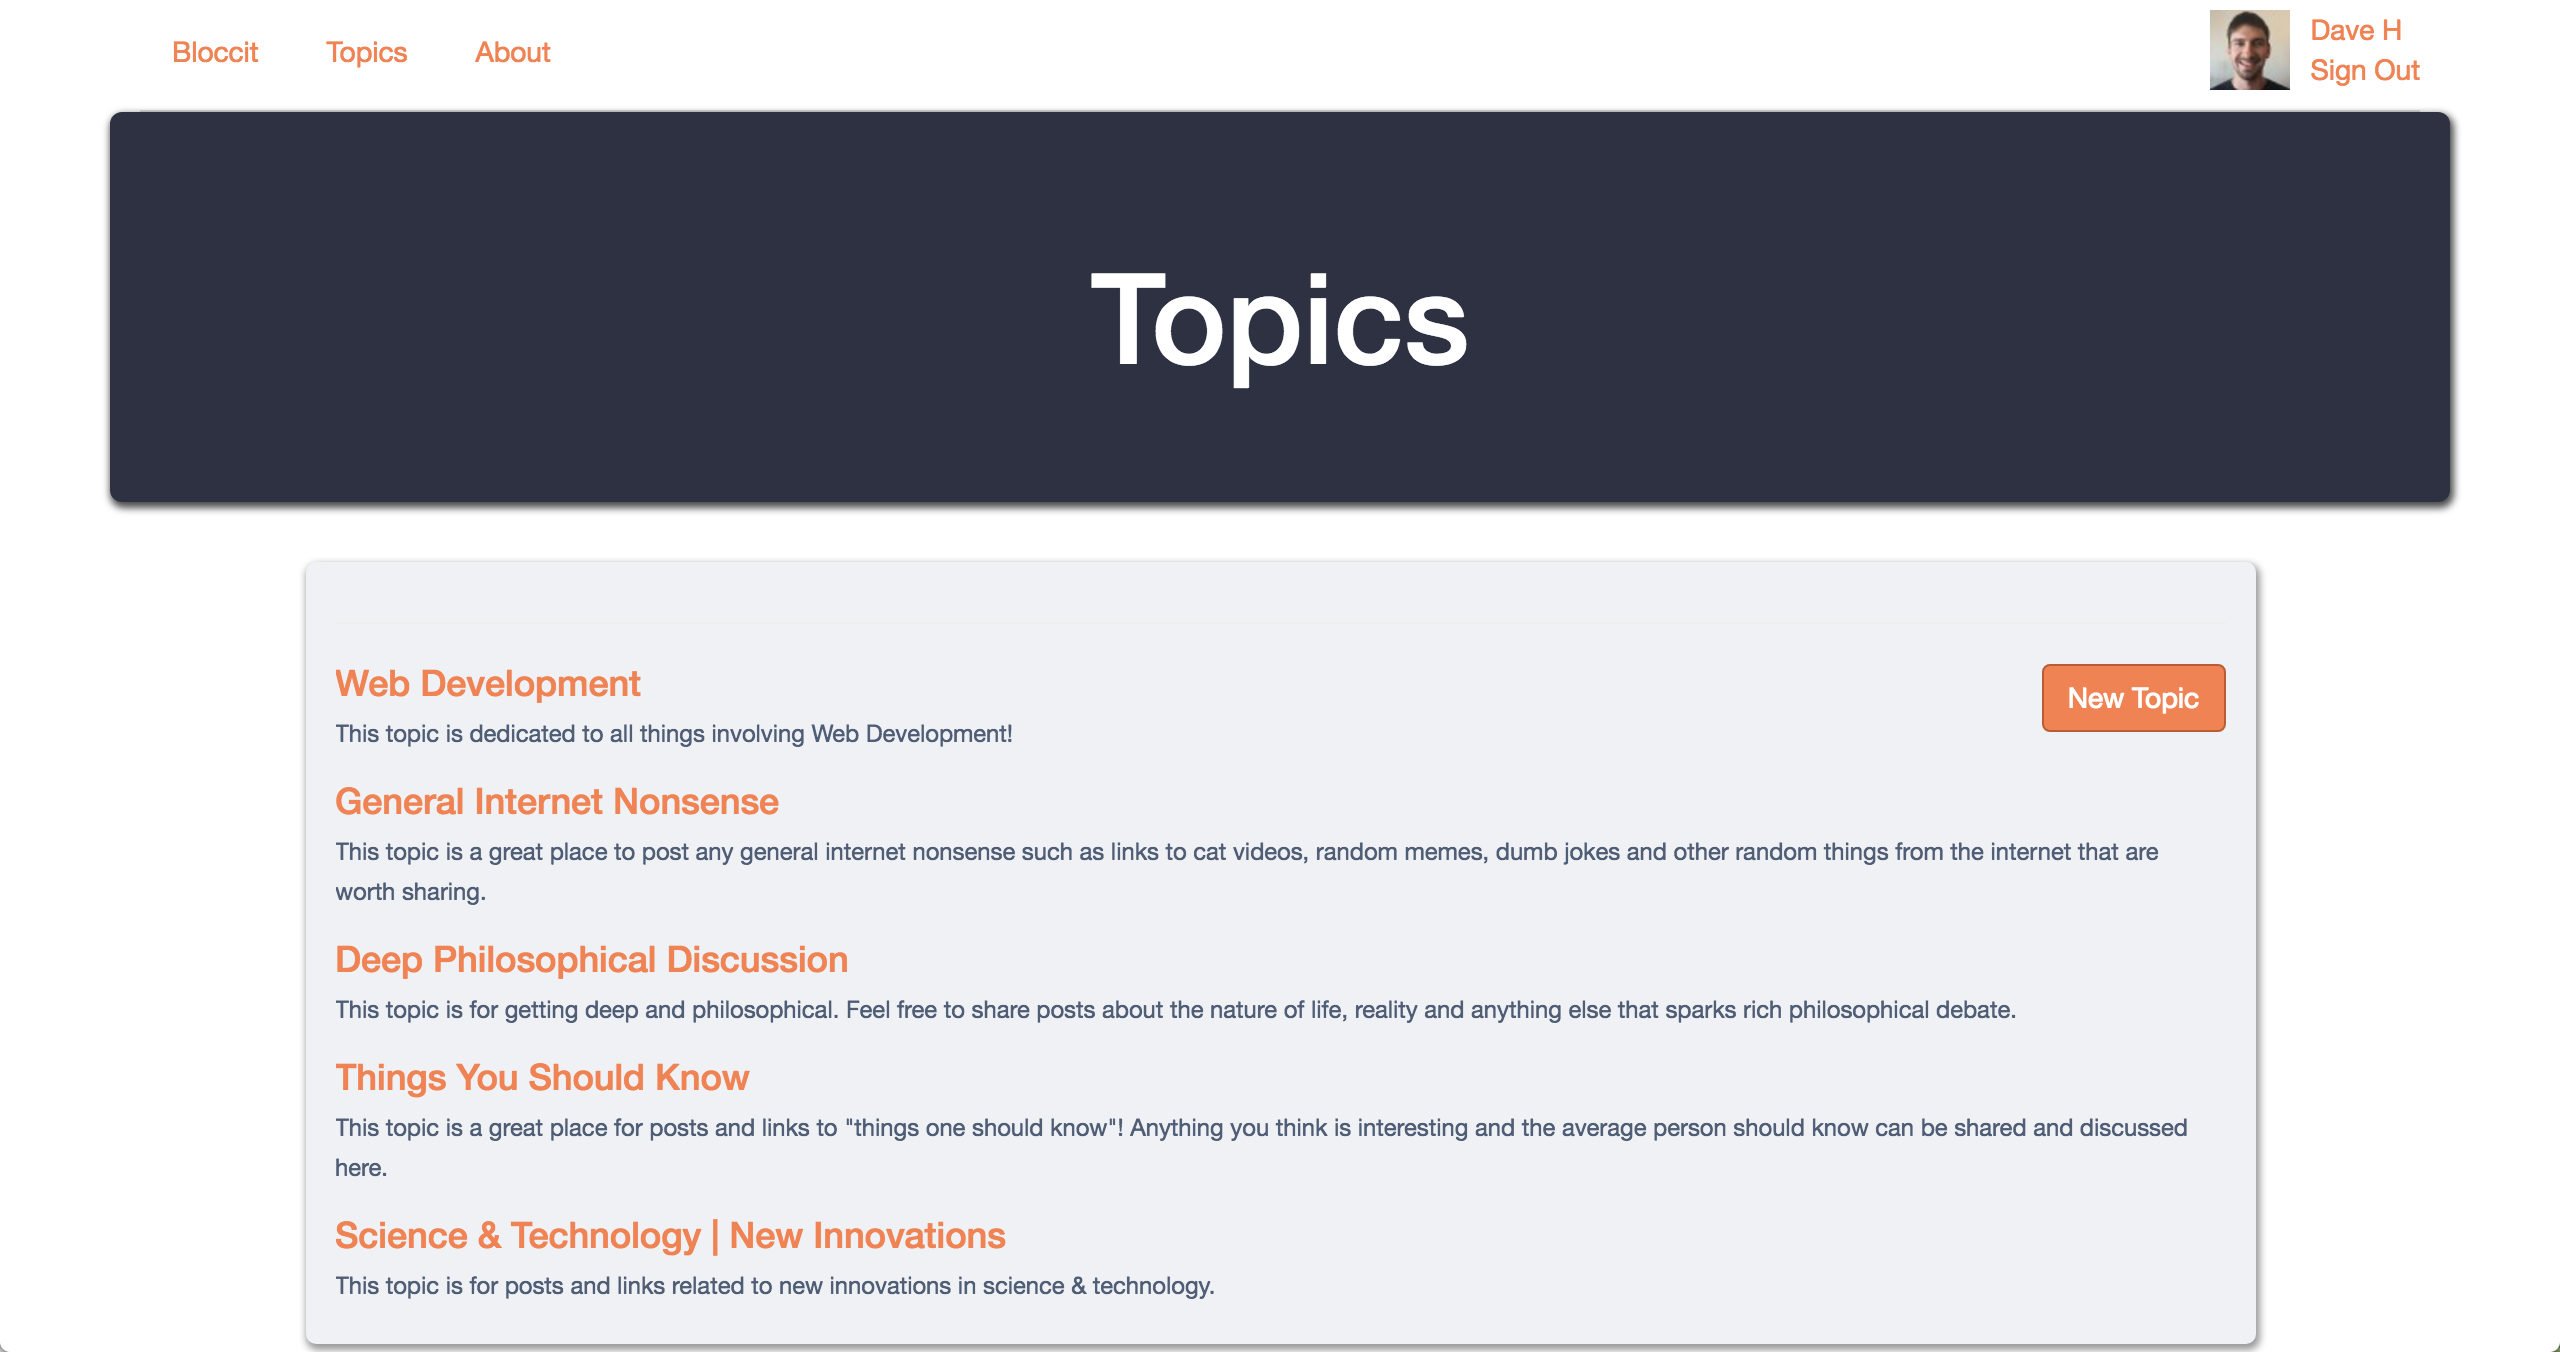 Bloccit Topics About
Dave H
Sign Out
Topics
Web Development
New Topic
This topic is dedicated to all things involving Web Development!
General Internet Nonsense
This topic is a great place to post any general internet nonsense such as links to cat videos, random memes, dumb jokes and other random things from the internet that are
worth sharing.
Deep Philosophical Discussion
This topic is for getting deep and philosophical. Feel free to share posts about the nature of life, reality and anything else that sparks rich philosophical debate.
Things You Should Know
This topic is a great place for posts and links to "things one should know"! Anything you think is interesting and the average person should know can be shared and discussed
here.
Science & Technology | New Innovations
This topic is for posts and links related to new innovations in science & technology.